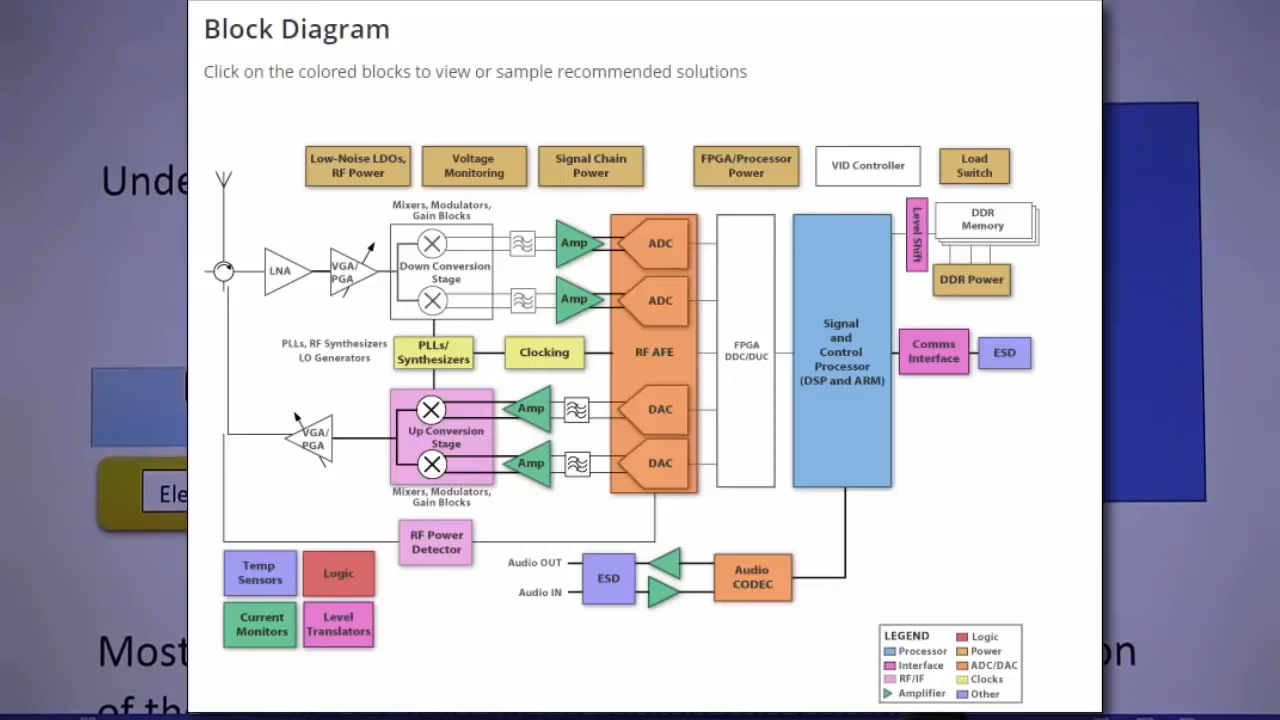 Block Diagram
Click on the colored blocks to view or sample recommended solutions
Low-Noise LDOs,
RF Power
Voltage
Monitoring
Signal Chain
Power
FPGA/Processor
Power
VID Controller
Load
Switch
Unde
Mixers, Modulators,
Gain Blocks
Level Shift
DDR
Memory
LNA
VGA/
PGA
Down Conversion
Stage
Amp
ADC
Amp
ADC
DDR Power
PLLs, RF Synthesizers
LO Generators
PLLs/
Synthesizers
Clocking
RF AFE
FPGA
DDC/DUC
Signal
and
Control
Processor
(DSP and ARM)
Comms
Interface
ESD
VGA/
PGA
Up Conversion
Stage
Amp
DAC
Amp
DAC
Mixers, Modulators,
Gain Blocks
Ele
RF Power
Detector
Temp
Sensors
Logic
Current
Monitors
Level
Translators
Audio OUT
Audio IN
ESD
Audio
CODEC
LEGEND
Processor
Interface
RF/IF
Amplifier
Logic
Power
ADC/DAC
Clocks
Other
Most
on
of th